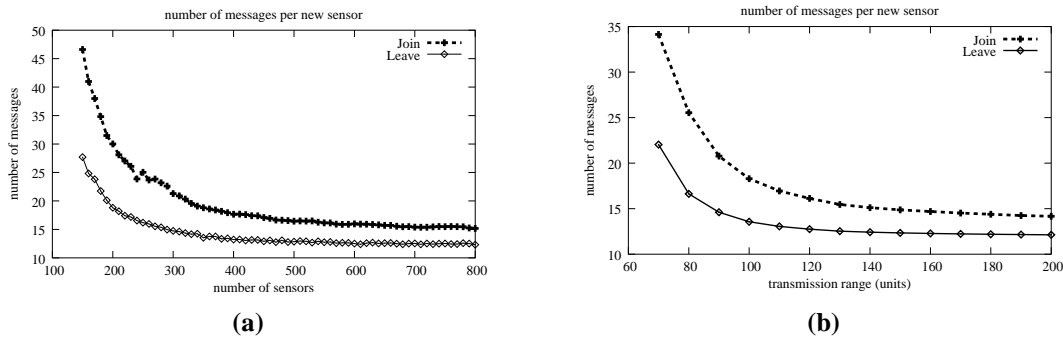 number of messages per new sensor
50
45
40
35
30
25
20
15
10
number of messages
Join
Leave
100 200 300 400 500 600 700 800
number of sensors
(a)
number of messages per new sensor
35
30
25
20
15
10
number of messages
Join
Leave
60 80 100 120 140 160 180 200
transmission range (units)
(b)